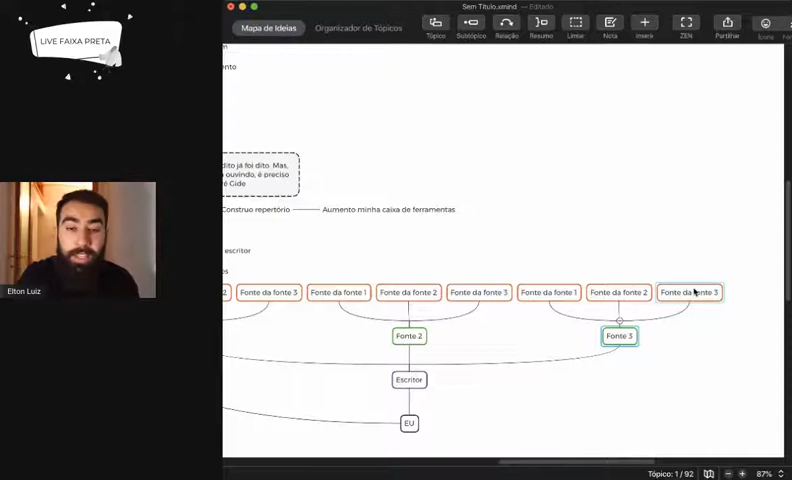 Sem Título.xmind — Editado
LIVE FAIXA PRETA
Mapa de Ideias
Organizador de Tópicos
Tópico
Subtópico
Relação
Resumo
Limite
Nota
Inserir
ZEN
Partilhar
Ícone
ento
dito já foi dito. Mas,
ouvindo, é preciso
é Gide
Construo repertório
Aumento minha caixa de ferramentas
escritor
os
2
Fonte da fonte 3
Fonte da fonte 1
Fonte da fonte 2
Fonte da fonte 3
Fonte da fonte 1
Fonte da fonte 2
Fonte da fonte 3
Elton Luiz
Fonte 2
Fonte 3
Escritor
EU
Tópico: 1 / 92
87%